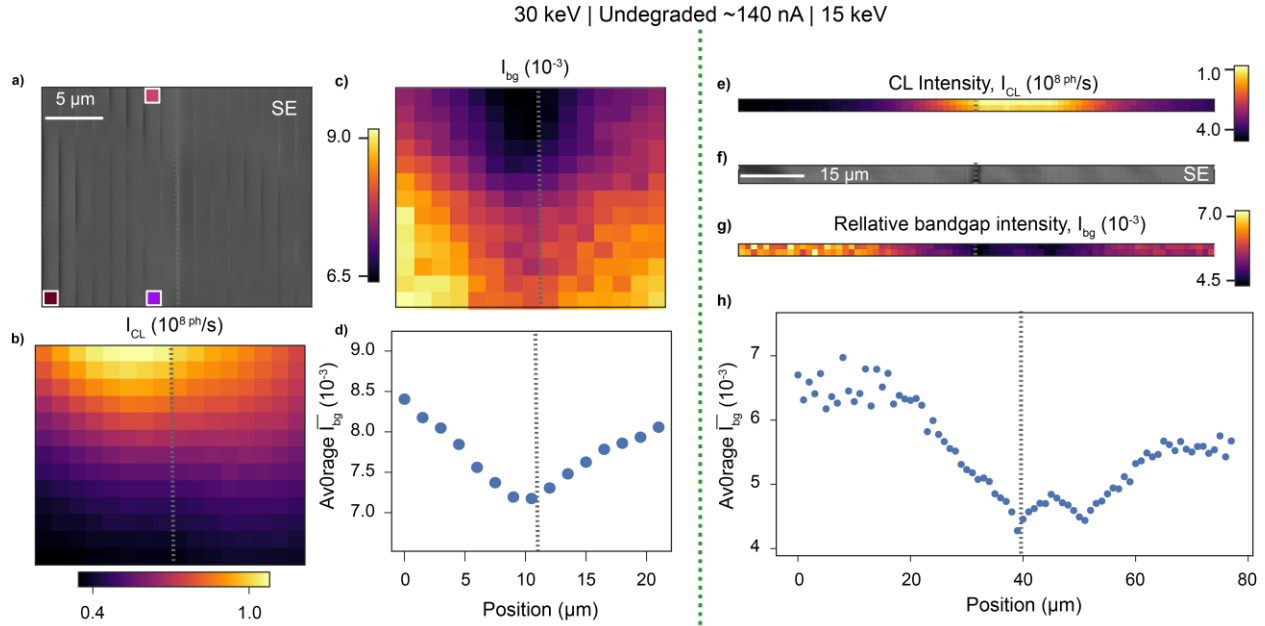 30 keV | Undegraded ~140 nA | 15 keV
a)
5 µm
SE
b)
I_CL (10^8 ph/s)
0.4
1.0
c)
I_bg (10^-3)
9.0
6.5
d)
Av0rage I_bg (10^-3)
9.0
8.5
8.0
7.5
7.0
0
5
10
15
20
Position (µm)
e)
CL Intensity, I_CL (10^8 ph/s)
1.0
4.0
f)
15 µm
SE
g)
Rellative bandgap intensity, I_bg (10^-3)
7.0
4.5
h)
Av0rage I_bg (10^-3)
7
6
5
4
0
20
40
60
80
Position (µm)